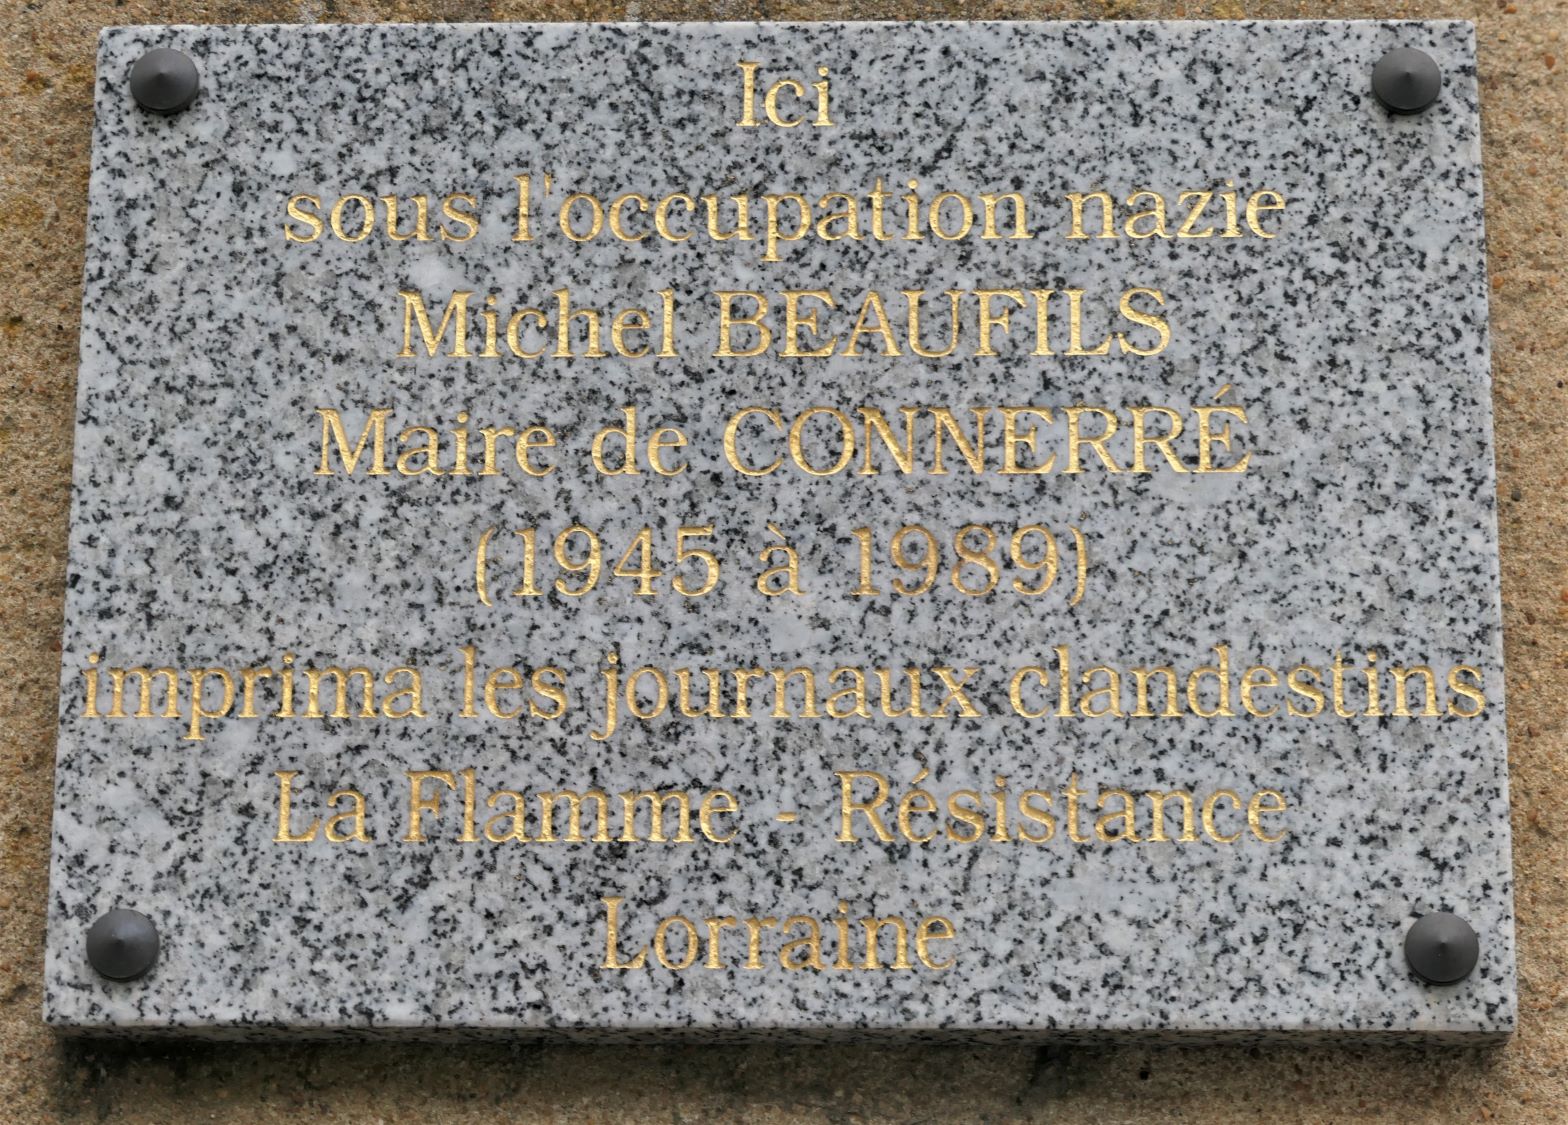 Ici
sous l'occupation nazie
Michel BEAUFILS
Maire de CONNERRÉ
(1945 à 1989)
imprima les journaux clandestins
La Flamme - Résistance
Lorraine